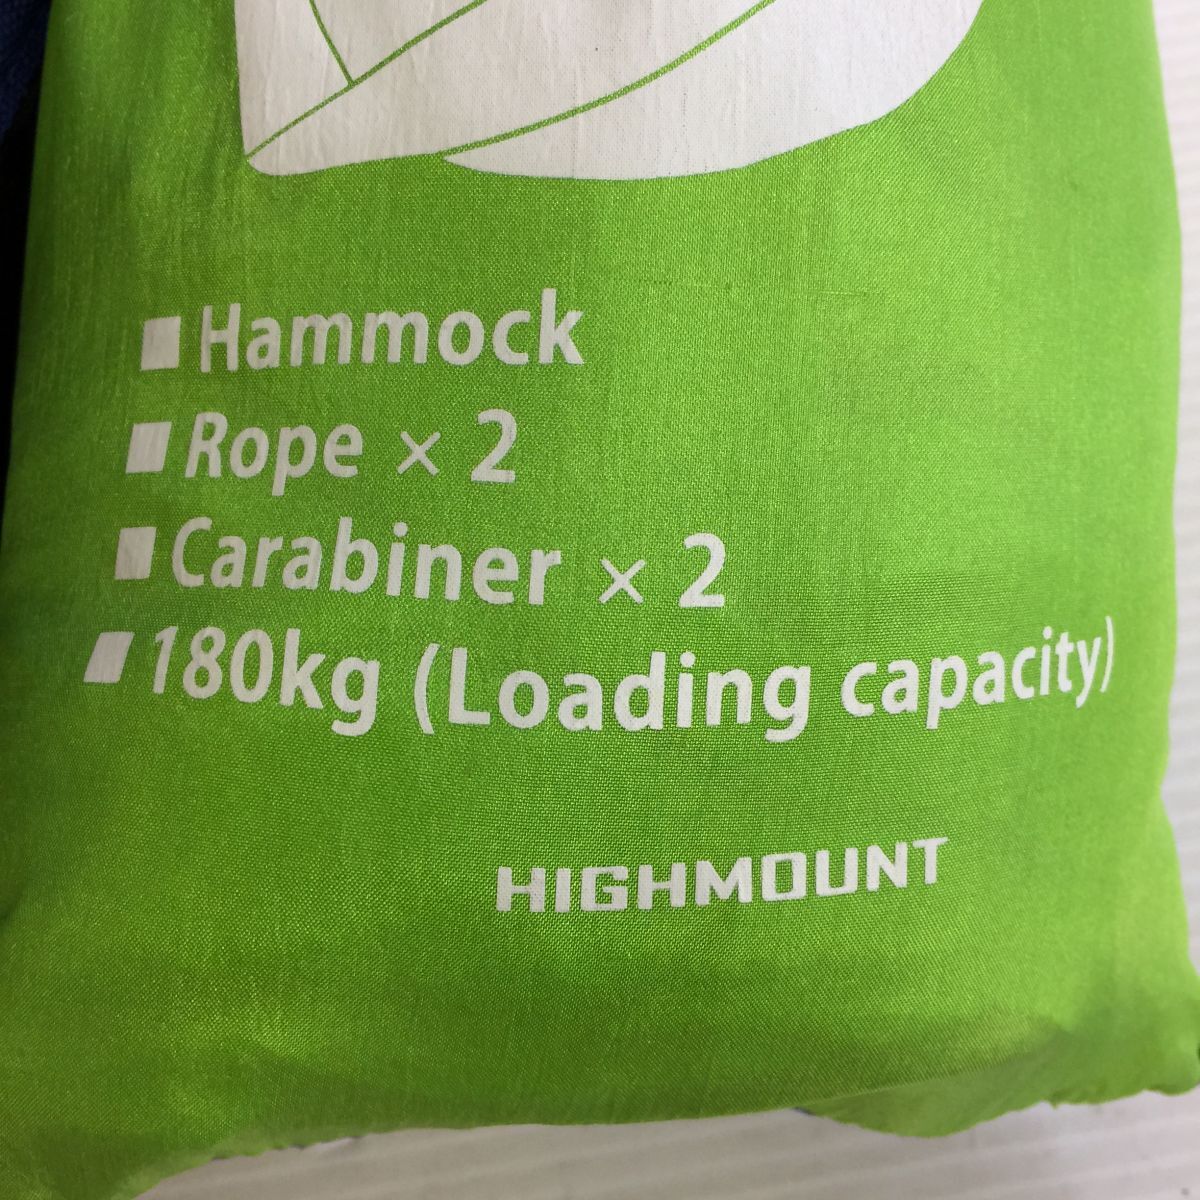 ■ Hammock
■ Rope × 2
■ Carabiner × 2
■ 180kg (Loading capacity)
HIGHMOUNT